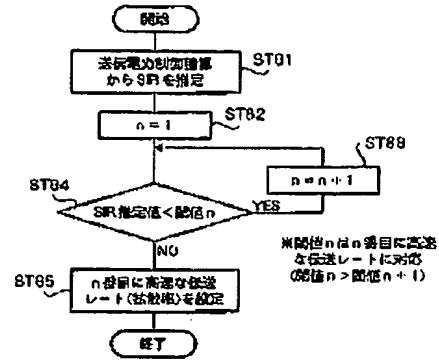 開始
送信電力制御積算
からSIRを推定
ST81
n = 1
ST82
n = n + 1
ST84
SIR推定値<閾値n
YES
NO
※閾値nはn番目に高速
な伝送レートに対応
(閾値n>閾値n+1)
ST85
n番目に高速な伝送
レート(拡散率)を設定
終了